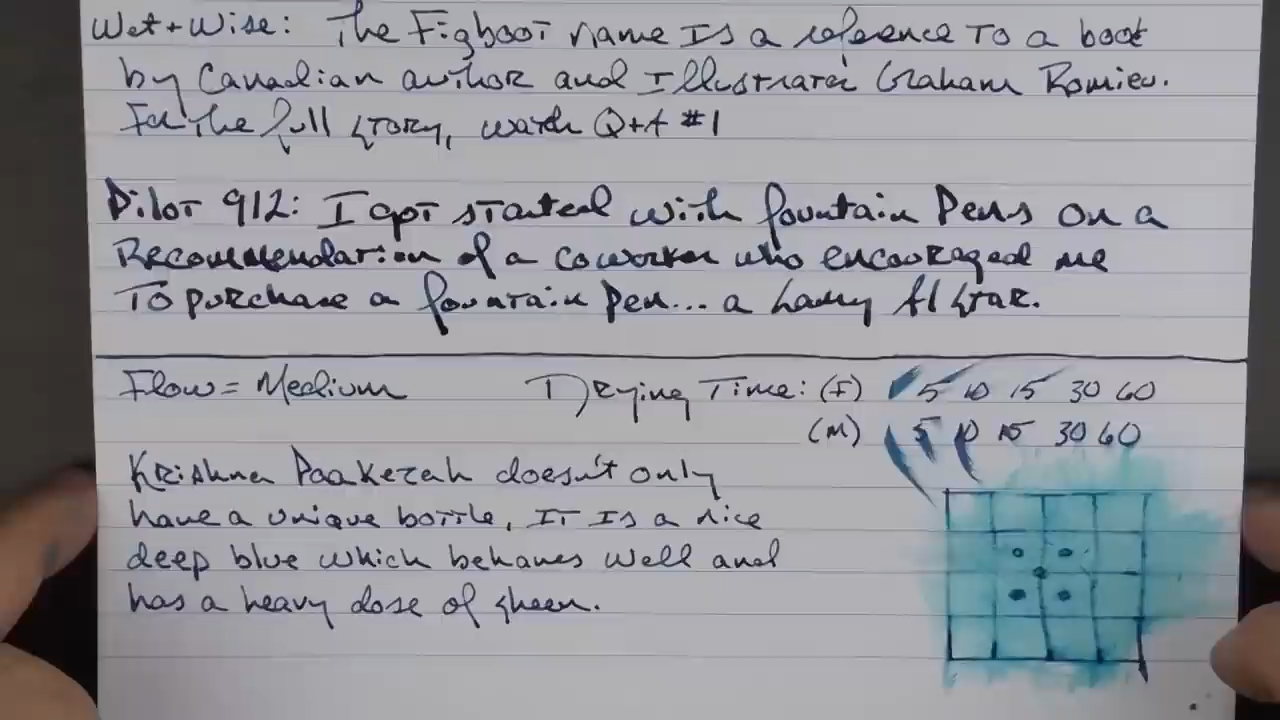 Wet + Wise: The Figboot name Is a reference To a book
by Canadian author and Illustrator Graham Romieu.
For the full story, watch Q+A #1
Pilot 912: I got started with fountain Pens on a
Recommendation of a coworker who encouraged me
To purchase a fountain Pen... a Lamy Al Star.
Flow = Medium Drying Time: (F) 5 10 15 30 60
(M) 5 10 15 30 60
Krishna Paakezah doesn't only
have a unique bottle, IT Is a nice
deep blue which behaves well and
has a heavy dose of sheen.